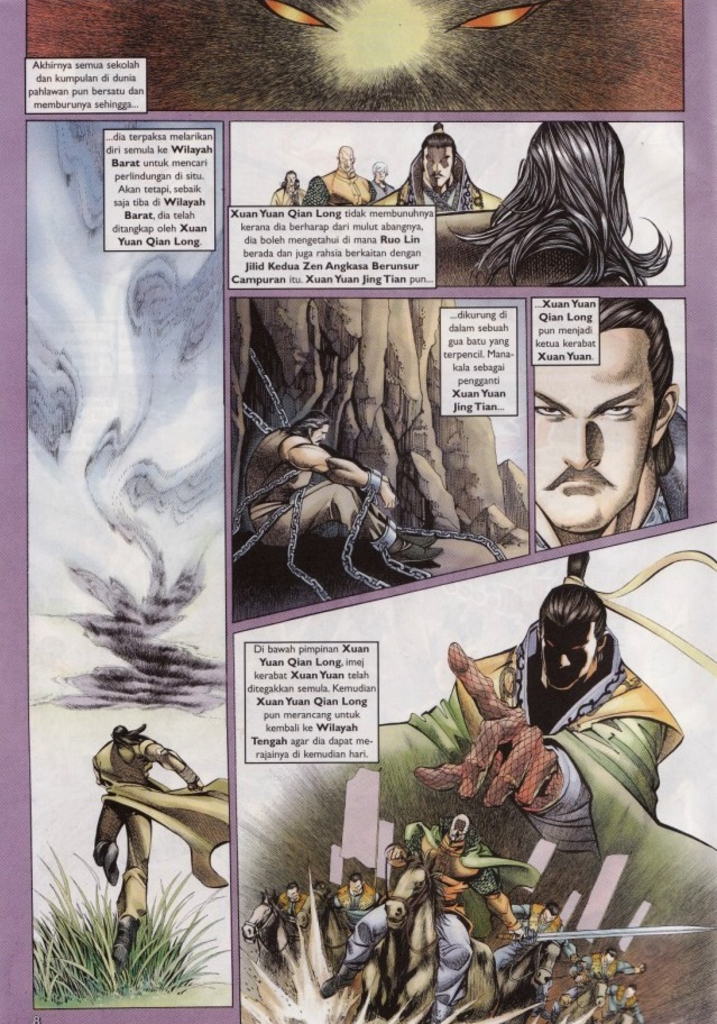 Akhirnya semua sekolah
dan kumpulan di dunia
pahlawan pun bersatu dan
memburunya sehingga...
...dia terpaksa melarikan
diri semula ke Wilayah
Barat untuk mencari
perlindungan di situ.
Akan tetapi, sebaik
saja tiba di Wilayah
Barat, dia telah
ditangkap oleh Xuan
Yuan Qian Long.
Xuan Yuan Qian Long tidak membunuhnya
kerana dia berharap dari mulut abangnya,
dia boleh mengetahui di mana Ruo Lin
berada dan juga rahsia berkaitan dengan
Jilid Kedua Zen Angkasa Berunsur
Campuran itu. Xuan Yuan Jing Tian pun...
...dikurung di
dalam sebuah
gua batu yang
terpencil. Mana-
kala sebagai
pengganti
Xuan Yuan
Jing Tian...
...Xuan Yuan
Qian Long
pun menjadi
ketua kerabat
Xuan Yuan.
Di bawah pimpinan Xuan
Yuan Qian Long, imej
kerabat Xuan Yuan telah
ditegakkan semula. Kemudian
Xuan Yuan Qian Long
pun merancang untuk
kembali ke Wilayah
Tengah agar dia dapat me-
rajainya di kemudian hari.
8